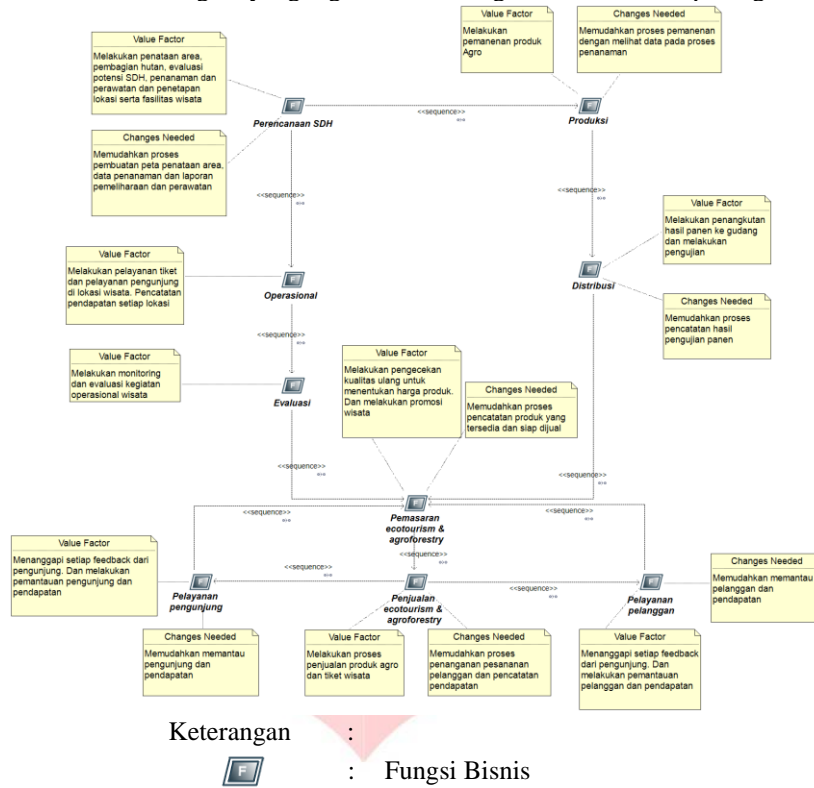 Value Factor
Melakukan penataan area,
pembagian hutan, evaluasi
potensi SDH, penanaman dan
perawatan dan penetapan
lokasi serta fasilitas wisata
Value Factor
Melakukan
pemanenan produk
Agro
Changes Needed
Memudahkan proses pemanenan
dengan melihat data pada proses
penanaman
F
Perencanaan SDH
<<sequence>>
F
Produksi
Changes Needed
Memudahkan proses
pembuatan peta penataan area,
data penanaman dan laporan
pemeliharaan dan perawatan
<<sequence>>
<<sequence>>
Value Factor
Melakukan penangkutan
hasil panen ke gudang
dan melakukan
pengujian
Value Factor
Melakukan pelayanan tiket
dan pelayanan pengunjung
di lokasi wisata. Pencatatan
pendapatan setiap lokasi
F
Operasional
F
Distribusi
Changes Needed
Memudahkan proses
pencatatan hasil
pengujian panen
<<sequence>>
Value Factor
Melakukan monitoring
dan evaluasi kegiatan
operasional wisata
F
Evaluasi
Value Factor
Melakukan pengecekan
kualitas ulang untuk
menentukan harga produk.
Dan melakukan promosi
wisata
Changes Needed
Memudahkan proses
pencatatan produk yang
tersedia dan siap dijual
<<sequence>>
<<sequence>>
<<sequence>>
F
Pemasaran
ecotourism &
agroforestry
<<sequence>>
<<sequence>>
Value Factor
Menanggapi setiap feedback dari
pengunjung. Dan melakukan
pemantauan pengunjung dan
pendapatan
F
Pelayanan
pengunjung
<<sequence>>
F
Penjualan
ecotourism &
agroforestry
<<sequence>>
F
Pelayanan
pelanggan
Changes Needed
Memudahkan memantau
pelanggan dan
pendapatan
Changes Needed
Memudahkan memantau
pengunjung dan
pendapatan
Value Factor
Melakukan proses
penjualan produk agro
dan tiket wisata
Changes Needed
Memudahkan proses
penanganan pesananan
pelanggan dan pencatatan
pendapatan
Value Factor
Menanggapi setiap feedback
dari pengunjung. Dan
melakukan pemantauan
pelanggan dan pendapatan
Keterangan :
F : Fungsi Bisnis